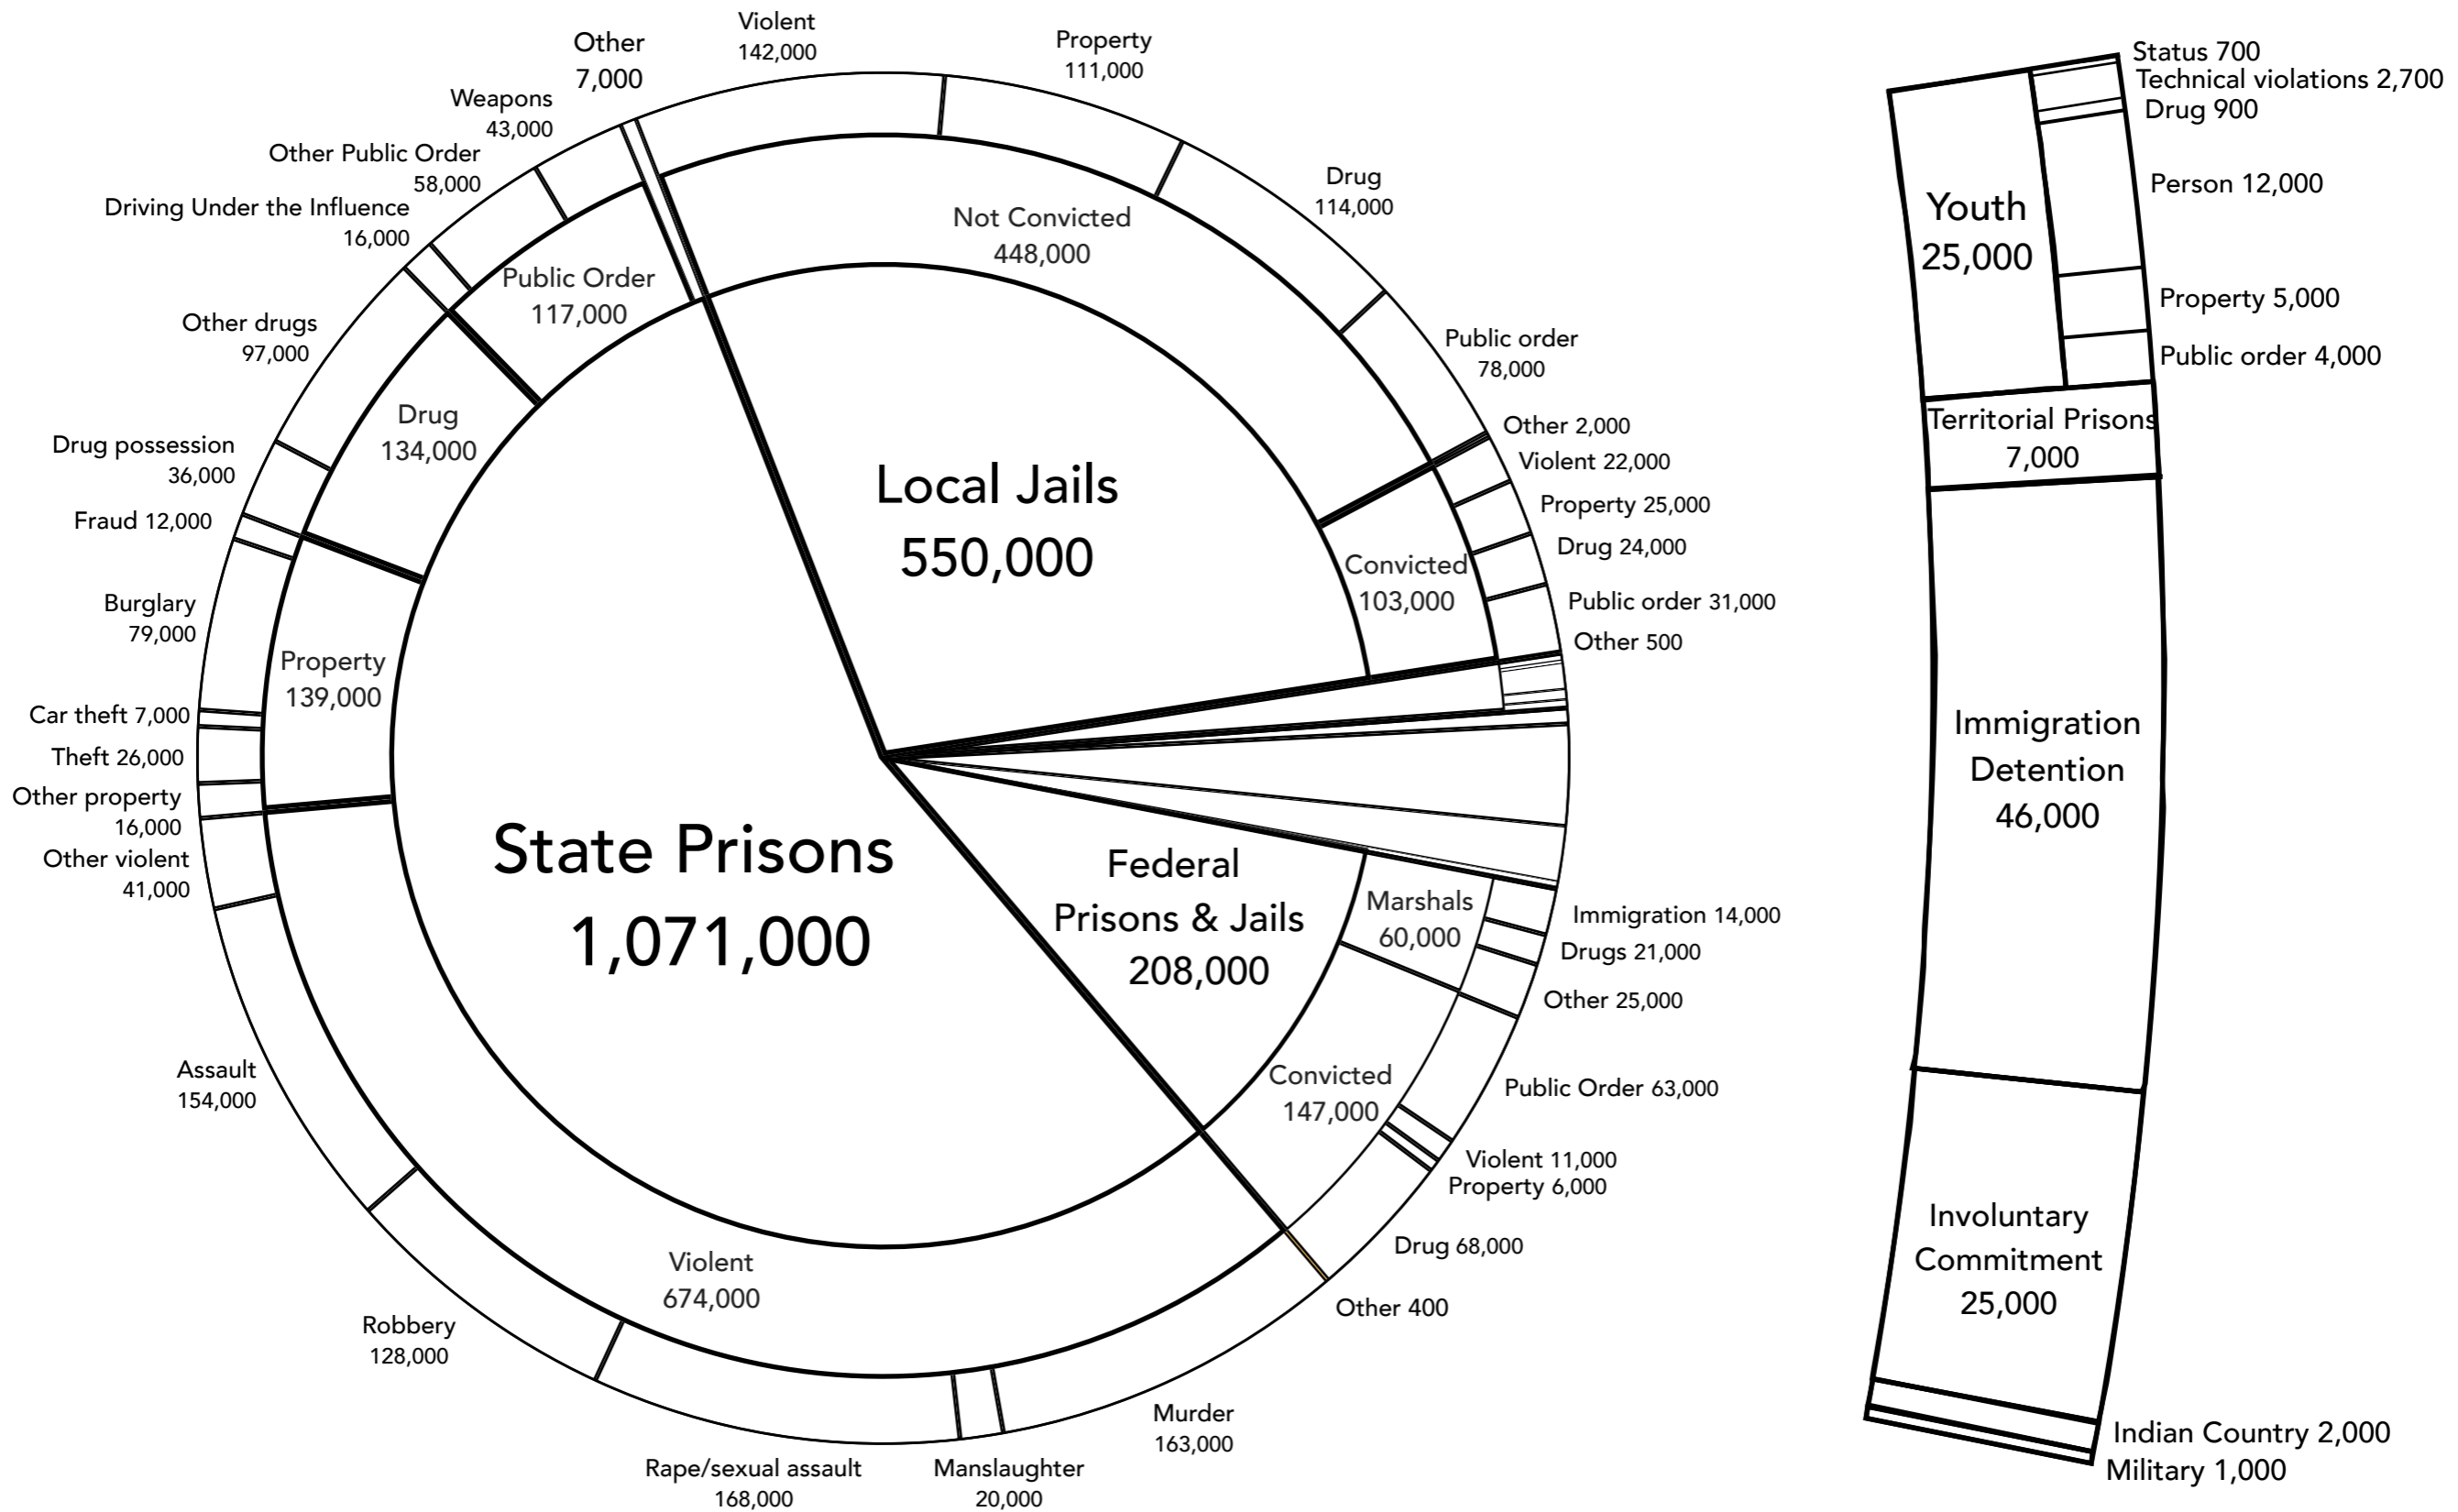 Violent
142,000
Property
111,000
Drug
114,000
Public order
78,000
Other 2,000
Violent 22,000
Property 25,000
Drug 24,000
Public order 31,000
Other 500
Not Convicted
448,000
Convicted
103,000
Local Jails
550,000
Other
7,000
Weapons
43,000
Other Public Order
58,000
Driving Under the Influence
16,000
Public Order
117,000
Other drugs
97,000
Drug possession
36,000
Drug
134,000
Fraud 12,000
Burglary
79,000
Car theft 7,000
Theft 26,000
Other property
16,000
Property
139,000
Other violent
41,000
Assault
154,000
Robbery
128,000
Rape/sexual assault
168,000
Manslaughter
20,000
Murder
163,000
Violent
674,000
State Prisons
1,071,000
Federal
Prisons & Jails
208,000
Marshals
60,000
Convicted
147,000
Immigration 14,000
Drugs 21,000
Other 25,000
Public Order 63,000
Violent 11,000
Property 6,000
Drug 68,000
Other 400
Status 700
Technical violations 2,700
Drug 900
Person 12,000
Property 5,000
Public order 4,000
Youth
25,000
Territorial Prisons
7,000
Immigration
Detention
46,000
Involuntary
Commitment
25,000
Indian Country 2,000
Military 1,000